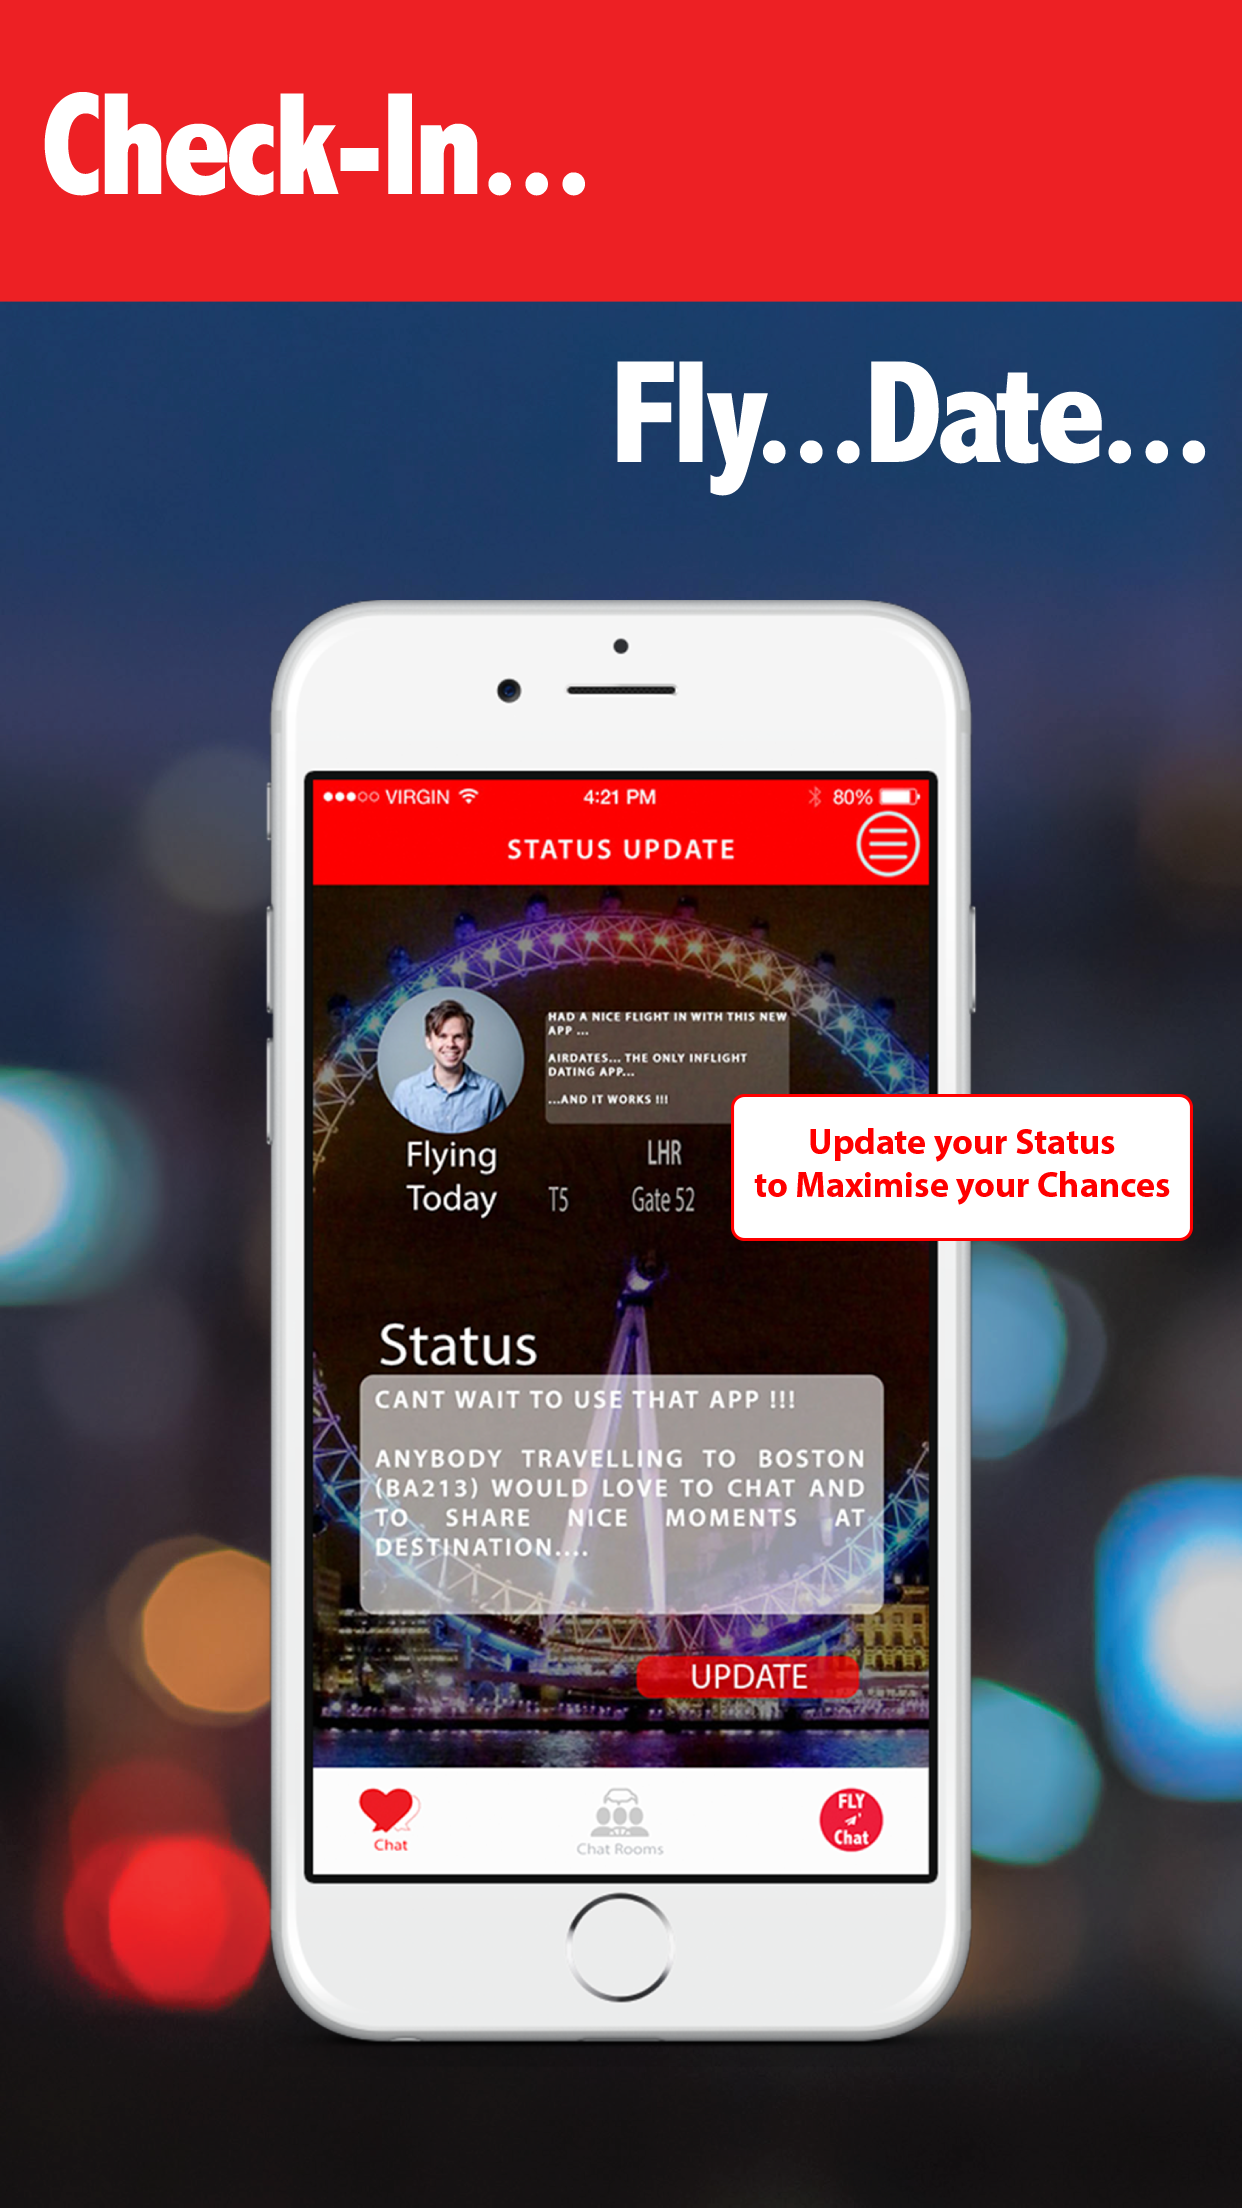 Check-In...
Fly...Date...
VIRGIN
4:21 PM
80%
STATUS UPDATE
HAD A NICE FLIGHT IN WITH THIS NEW
APP ...
AIRDATES... THE ONLY INFLIGHT
DATING APP...
...AND IT WORKS !!!
Update your Status
to Maximise your Chances
Flying
Today
LHR
T5
Gate 52
Status
CANT WAIT TO USE THAT APP !!!
ANYBODY TRAVELLING TO BOSTON
(BA213) WOULD LOVE TO CHAT AND
TO SHARE NICE MOMENTS AT
DESTINATION....
UPDATE
Chat
Chat Rooms
FLY
Chat